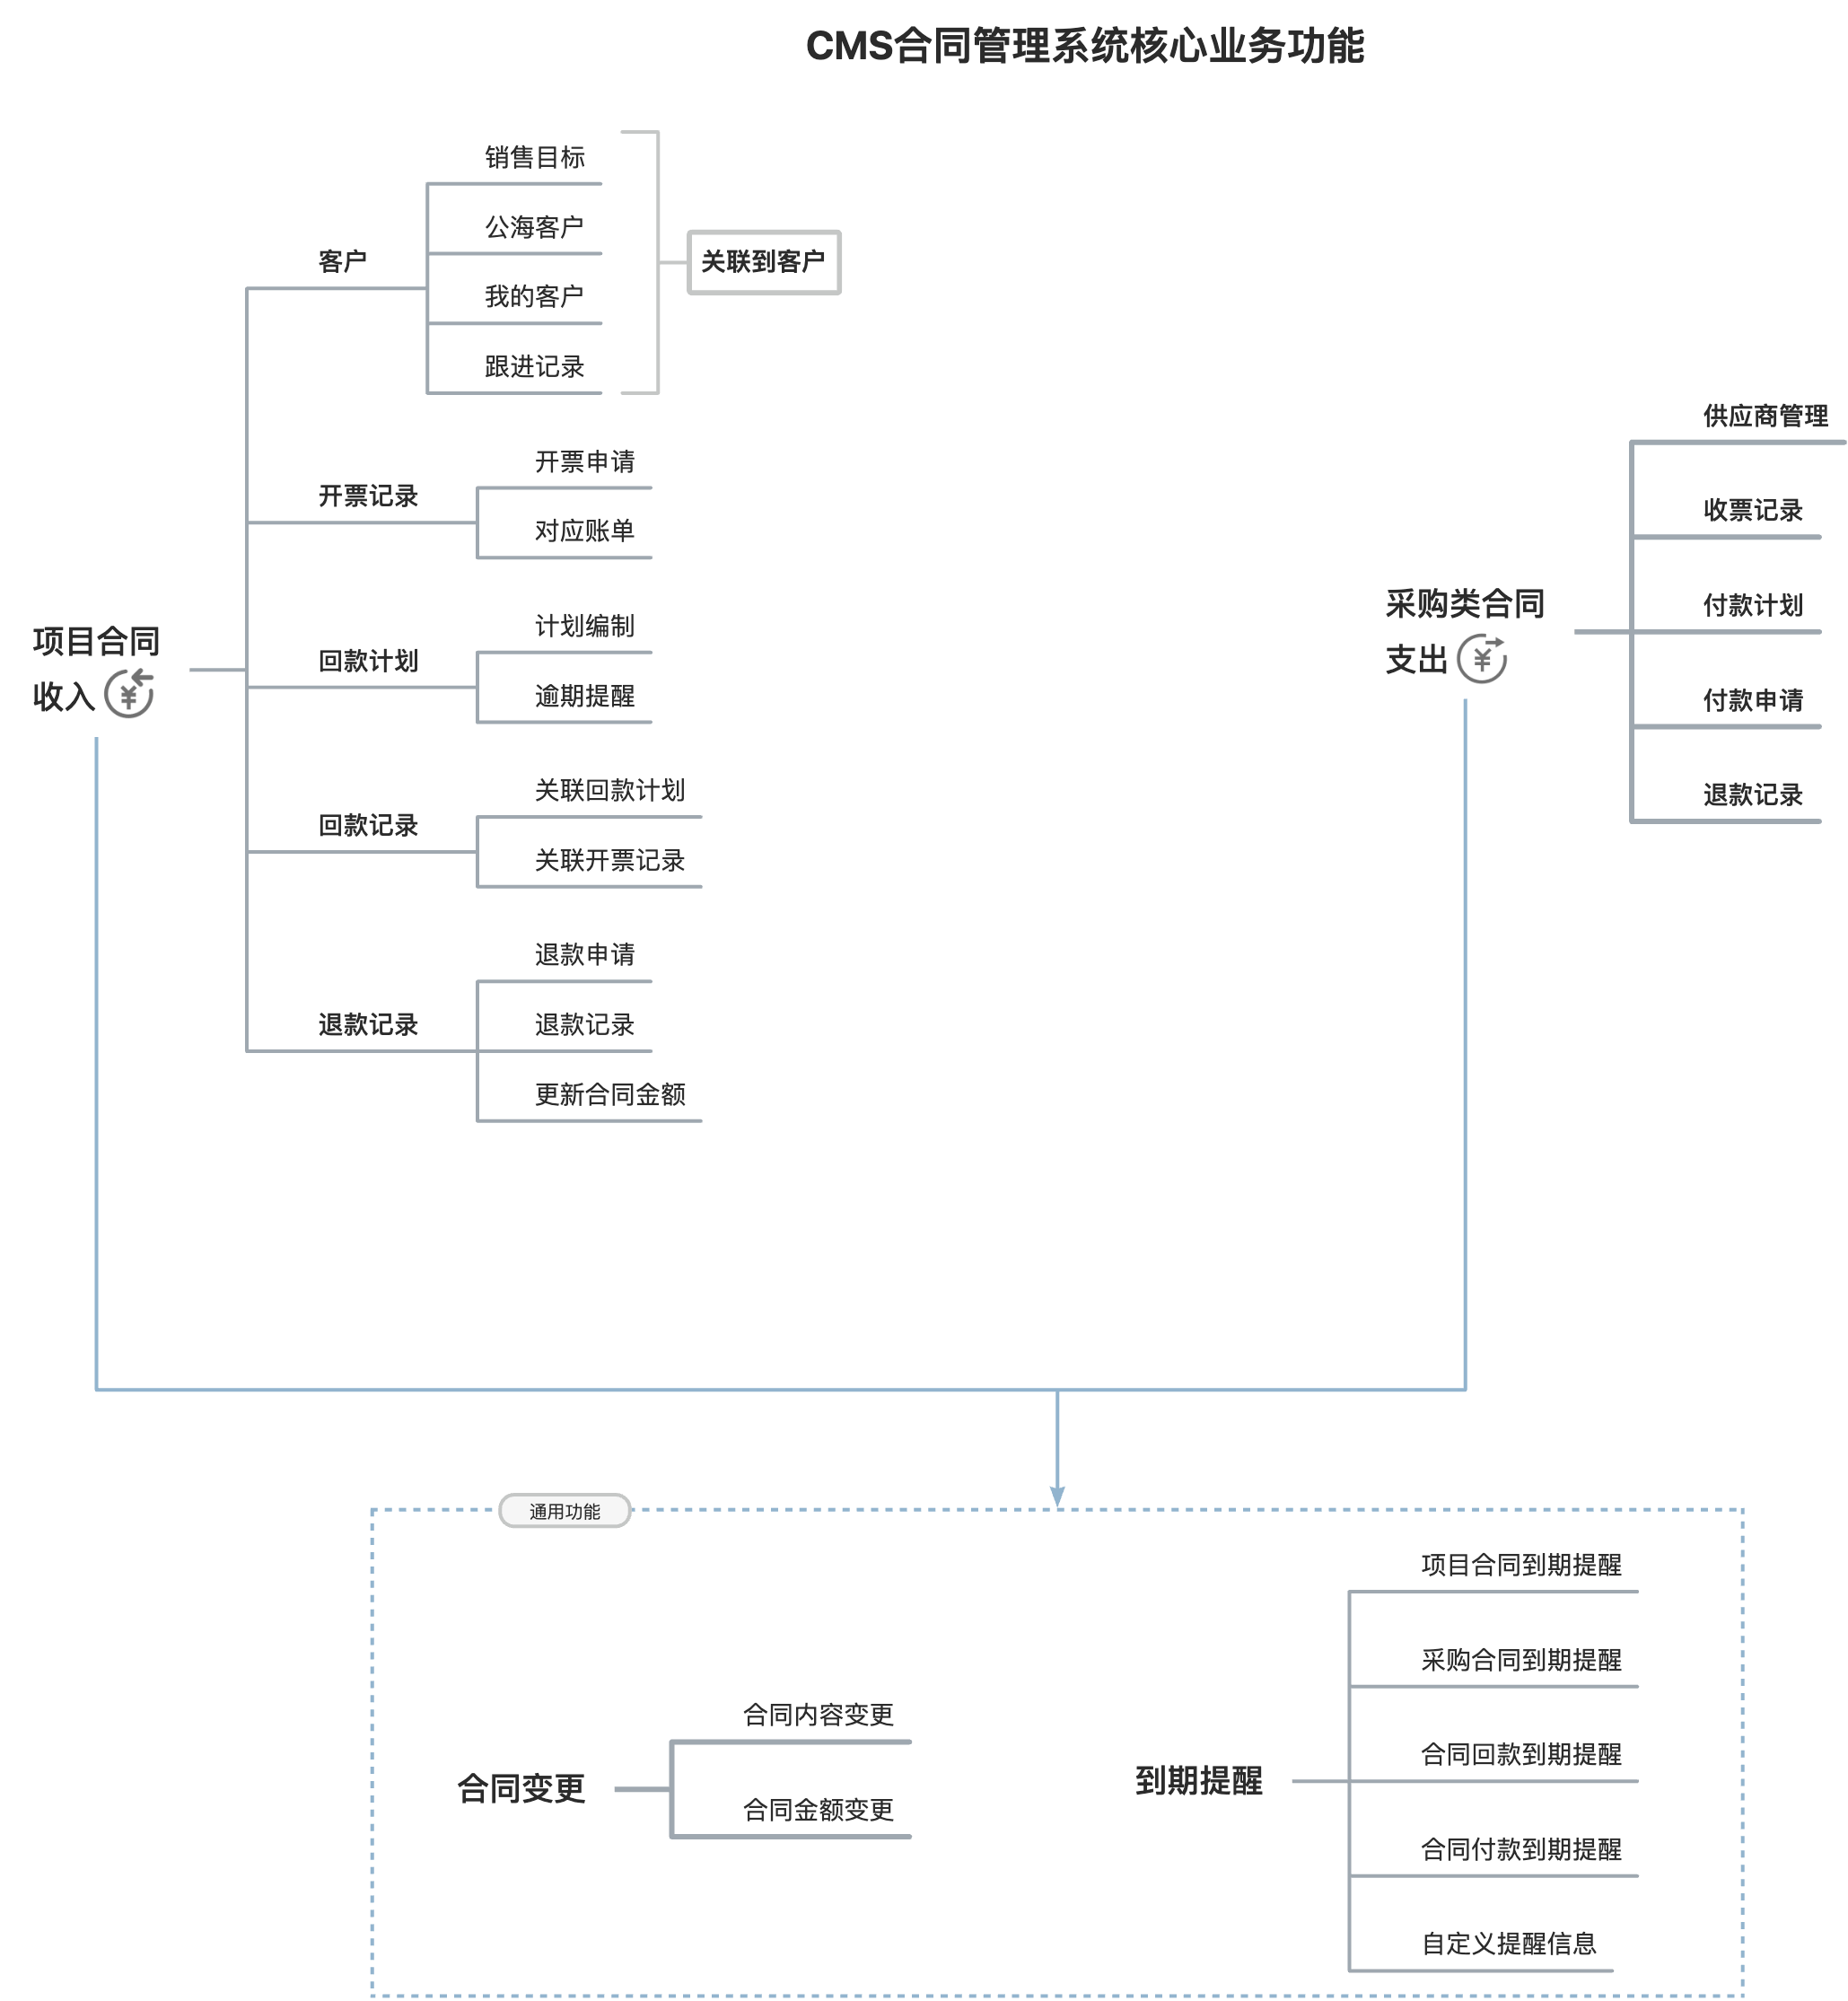 CMS合同管理系统核心业务功能
项目合同
收入
客户
销售目标
公海客户
我的客户
跟进记录
关联到客户
开票记录
开票申请
对应账单
回款计划
计划编制
逾期提醒
回款记录
关联回款计划
关联开票记录
退款记录
退款申请
退款记录
更新合同金额
采购类合同
支出
供应商管理
收票记录
付款计划
付款申请
退款记录
通用功能
合同变更
合同内容变更
合同金额变更
到期提醒
项目合同到期提醒
采购合同到期提醒
合同回款到期提醒
合同付款到期提醒
自定义提醒信息